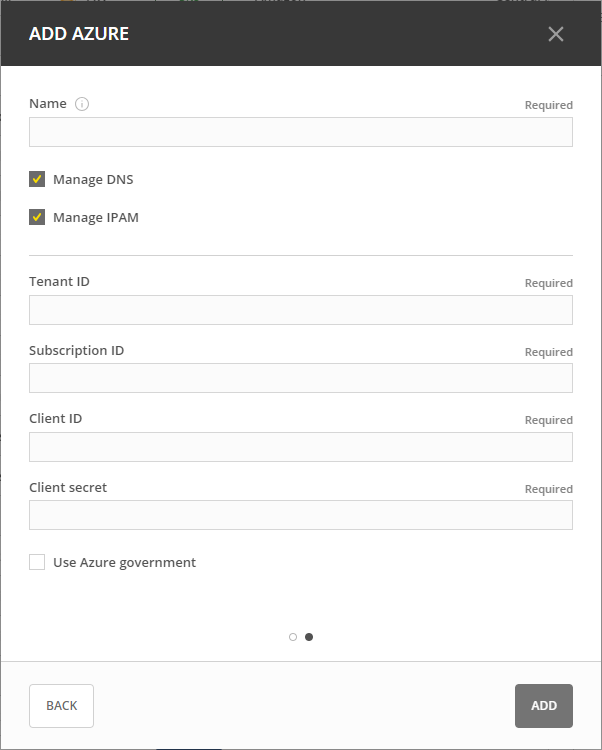 ADD AZURE
Name
Required
Manage DNS
Manage IPAM
Tenant ID
Required
Subscription ID
Required
Client ID
Required
Client secret
Required
Use Azure government
BACK
ADD